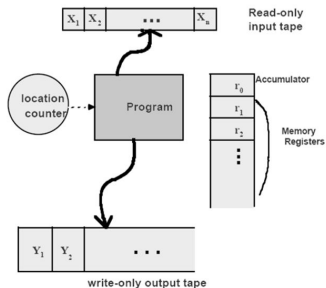 X1 X2 ... Xn
Read-only
input tape
location
counter
Program
Accumulator
r0
r1
r2
Memory
Registers
Y1 Y2 ...
write-only output tape